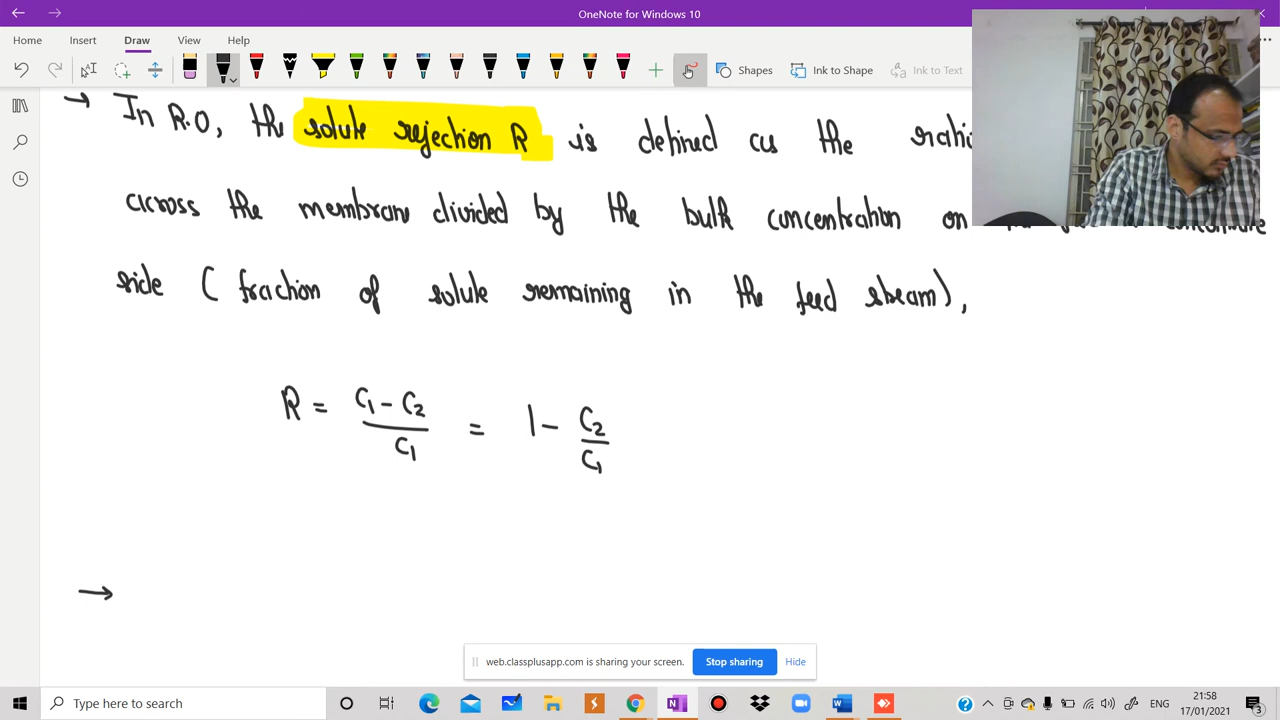 OneNote for Windows 10
Home Insert Draw View Help
Shapes Ink to Shape Ink to Text
→ In R.O, the solute rejection R is defined as the
across the membrane divided by the bulk concentration on
side ( fraction of solute remaining in the feed stream),
R = C1 - C2 / C1 = 1 - C2 / C1
→
web.classplusapp.com is sharing your screen. Stop sharing Hide
Type here to search
ENG
21:58
17/01/2021
3